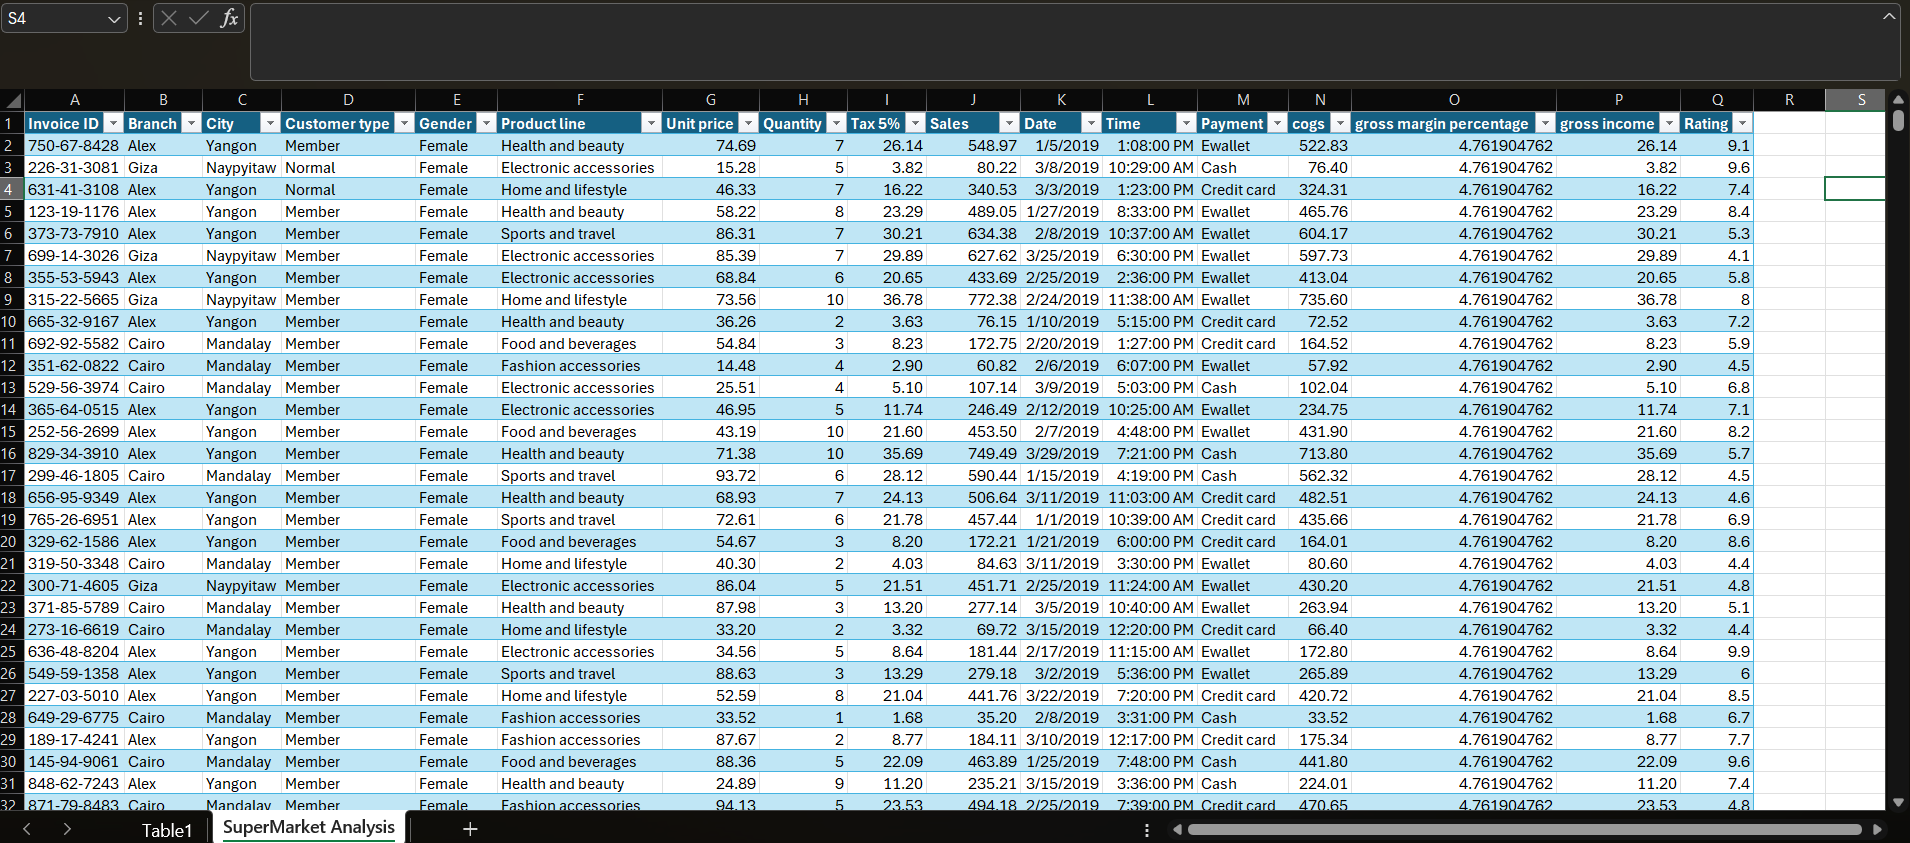 S4 fx
A B C D E F G H I J K L M N O P Q R S
1 Invoice ID Branch City Customer type Gender Product line Unit price Quantity Tax 5% Sales Date Time Payment cogs gross margin percentage gross income Rating
2 750-67-8428 Alex Yangon Member Female Health and beauty 74.69 7 26.14 548.97 1/5/2019 1:08:00 PM Ewallet 522.83 4.761904762 26.14 9.1
3 226-31-3081 Giza Naypyitaw Normal Female Electronic accessories 15.28 5 3.82 80.22 3/8/2019 10:29:00 AM Cash 76.40 4.761904762 3.82 9.6
4 631-41-3108 Alex Yangon Normal Female Home and lifestyle 46.33 7 16.22 340.53 3/3/2019 1:23:00 PM Credit card 324.31 4.761904762 16.22 7.4
5 123-19-1176 Alex Yangon Member Female Health and beauty 58.22 8 23.29 489.05 1/27/2019 8:33:00 PM Ewallet 465.76 4.761904762 23.29 8.4
6 373-73-7910 Alex Yangon Member Female Sports and travel 86.31 7 30.21 634.38 2/8/2019 10:37:00 AM Ewallet 604.17 4.761904762 30.21 5.3
7 699-14-3026 Giza Naypyitaw Member Female Electronic accessories 85.39 7 29.89 627.62 3/25/2019 6:30:00 PM Ewallet 597.73 4.761904762 29.89 4.1
8 355-53-5943 Alex Yangon Member Female Electronic accessories 68.84 6 20.65 433.69 2/25/2019 2:36:00 PM Ewallet 413.04 4.761904762 20.65 5.8
9 315-22-5665 Giza Naypyitaw Member Female Home and lifestyle 73.56 10 36.78 772.38 2/24/2019 11:38:00 AM Ewallet 735.60 4.761904762 36.78 8
10 665-32-9167 Alex Yangon Member Female Health and beauty 36.26 2 3.63 76.15 1/10/2019 5:15:00 PM Credit card 72.52 4.761904762 3.63 7.2
11 692-92-5582 Cairo Mandalay Member Female Food and beverages 54.84 3 8.23 172.75 2/20/2019 1:27:00 PM Credit card 164.52 4.761904762 8.23 5.9
12 351-62-0822 Cairo Mandalay Member Female Fashion accessories 14.48 4 2.90 60.82 2/6/2019 6:07:00 PM Ewallet 57.92 4.761904762 2.90 4.5
13 529-56-3974 Cairo Mandalay Member Female Electronic accessories 25.51 4 5.10 107.14 3/9/2019 5:03:00 PM Cash 102.04 4.761904762 5.10 6.8
14 365-64-0515 Alex Yangon Member Female Electronic accessories 46.95 5 11.74 246.49 2/12/2019 10:25:00 AM Ewallet 234.75 4.761904762 11.74 7.1
15 252-56-2699 Alex Yangon Member Female Food and beverages 43.19 10 21.60 453.50 2/7/2019 4:48:00 PM Ewallet 431.90 4.761904762 21.60 8.2
16 829-34-3910 Alex Yangon Member Female Health and beauty 71.38 10 35.69 749.49 3/29/2019 7:21:00 PM Cash 713.80 4.761904762 35.69 5.7
17 299-46-1805 Cairo Mandalay Member Female Sports and travel 93.72 6 28.12 590.44 1/15/2019 4:19:00 PM Cash 562.32 4.761904762 28.12 4.5
18 656-95-9349 Alex Yangon Member Female Health and beauty 68.93 7 24.13 506.64 3/11/2019 11:03:00 AM Credit card 482.51 4.761904762 24.13 4.6
19 765-26-6951 Alex Yangon Member Female Sports and travel 72.61 6 21.78 457.44 1/1/2019 10:39:00 AM Credit card 435.66 4.761904762 21.78 6.9
20 329-62-1586 Alex Yangon Member Female Food and beverages 54.67 3 8.20 172.21 1/21/2019 6:00:00 PM Credit card 164.01 4.761904762 8.20 8.6
21 319-50-3348 Cairo Mandalay Member Female Home and lifestyle 40.30 2 4.03 84.63 3/11/2019 3:30:00 PM Ewallet 80.60 4.761904762 4.03 4.4
22 300-71-4605 Giza Naypyitaw Member Female Electronic accessories 86.04 5 21.51 451.71 2/25/2019 11:24:00 AM Ewallet 430.20 4.761904762 21.51 4.8
23 371-85-5789 Cairo Mandalay Member Female Health and beauty 87.98 3 13.20 277.14 3/5/2019 10:40:00 AM Ewallet 263.94 4.761904762 13.20 5.1
24 273-16-6619 Cairo Mandalay Member Female Home and lifestyle 33.20 2 3.32 69.72 3/15/2019 12:20:00 PM Credit card 66.40 4.761904762 3.32 4.4
25 636-48-8204 Alex Yangon Member Female Electronic accessories 34.56 5 8.64 181.44 2/17/2019 11:15:00 AM Ewallet 172.80 4.761904762 8.64 9.9
26 549-59-1358 Alex Yangon Member Female Sports and travel 88.63 3 13.29 279.18 3/2/2019 5:36:00 PM Ewallet 265.89 4.761904762 13.29 6
27 227-03-5010 Alex Yangon Member Female Home and lifestyle 52.59 8 21.04 441.76 3/22/2019 7:20:00 PM Credit card 420.72 4.761904762 21.04 8.5
28 649-29-6775 Cairo Mandalay Member Female Fashion accessories 33.52 1 1.68 35.20 2/8/2019 3:31:00 PM Cash 33.52 4.761904762 1.68 6.7
29 189-17-4241 Alex Yangon Member Female Fashion accessories 87.67 2 8.77 184.11 3/10/2019 12:17:00 PM Credit card 175.34 4.761904762 8.77 7.7
30 145-94-9061 Cairo Mandalay Member Female Food and beverages 88.36 5 22.09 463.89 1/25/2019 7:48:00 PM Cash 441.80 4.761904762 22.09 9.6
31 848-62-7243 Alex Yangon Member Female Health and beauty 24.89 9 11.20 235.21 3/15/2019 3:36:00 PM Cash 224.01 4.761904762 11.20 7.4
32 871-79-8483 Cairo Mandalay Member Female Fashion accessories 94.13 5 23.53 494.18 2/25/2019 7:39:00 PM Credit card 470.65 4.761904762 23.53 4.8
Table1 SuperMarket Analysis